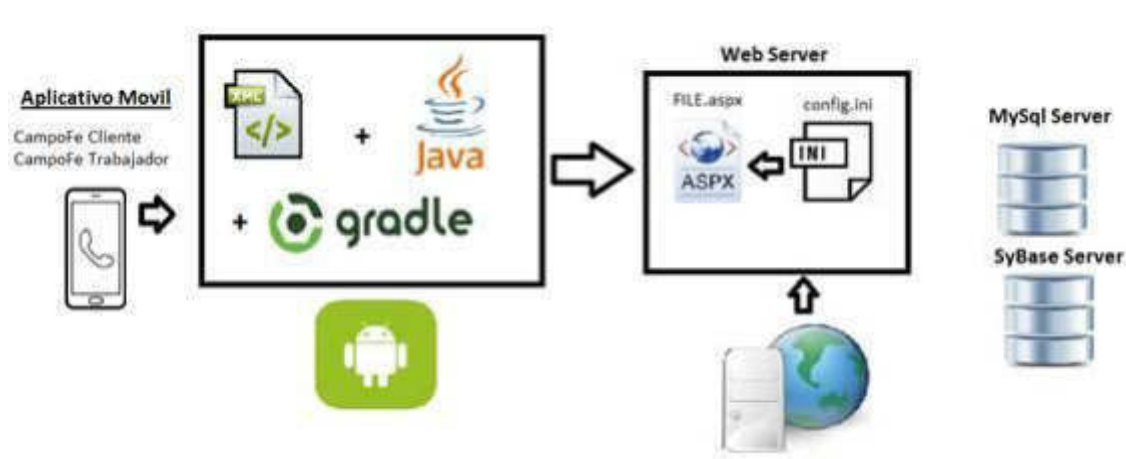 Aplicativo Movil
CampoFe Cliente
CampoFe Trabajador
XML
</>
+
Java
+
gradle
Web Server
FILE.aspx
config.ini
ASPX
INI
MySql Server
SyBase Server